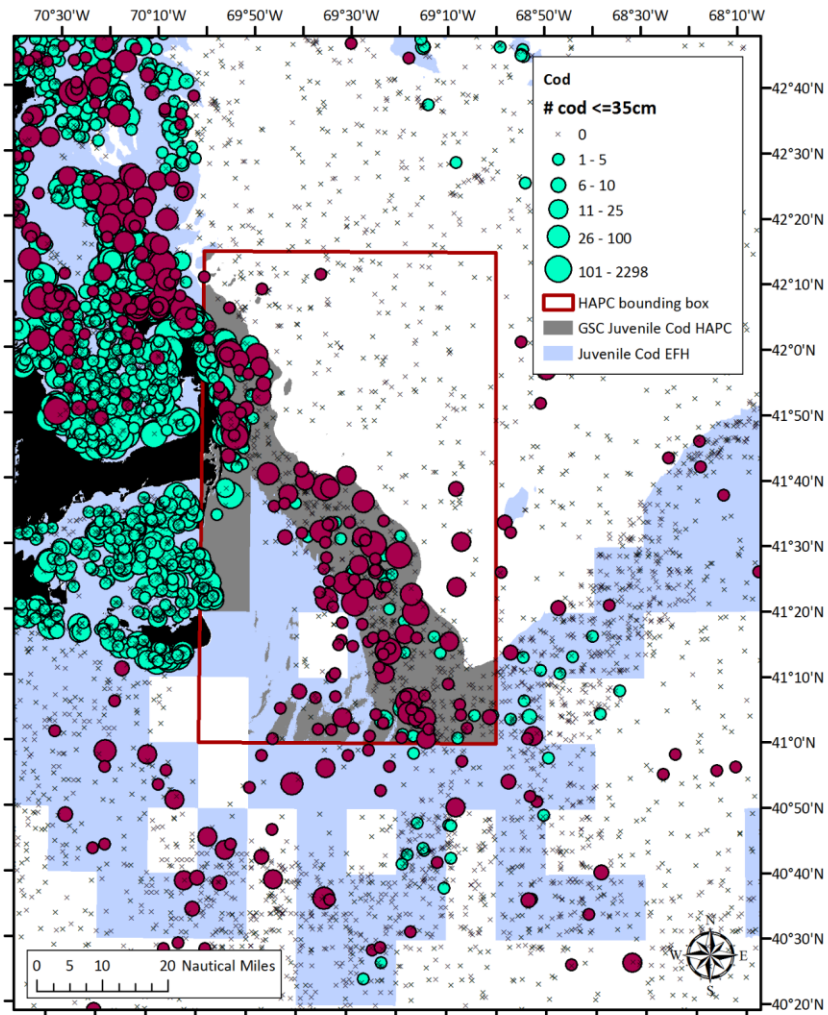 70°30'W 70°10'W 69°50'W 69°30'W 69°10'W 68°50'W 68°30'W 68°10'W
Cod
# cod <=35cm
0
1 - 5
6 - 10
11 - 25
26 - 100
101 - 2298
HAPC bounding box
GSC Juvenile Cod HAPC
Juvenile Cod EFH
42°40'N
42°30'N
42°20'N
42°10'N
42°0'N
41°50'N
41°40'N
41°30'N
41°20'N
41°10'N
41°0'N
40°50'N
40°40'N
40°30'N
40°20'N
N
W E
S
0 5 10 20 Nautical Miles